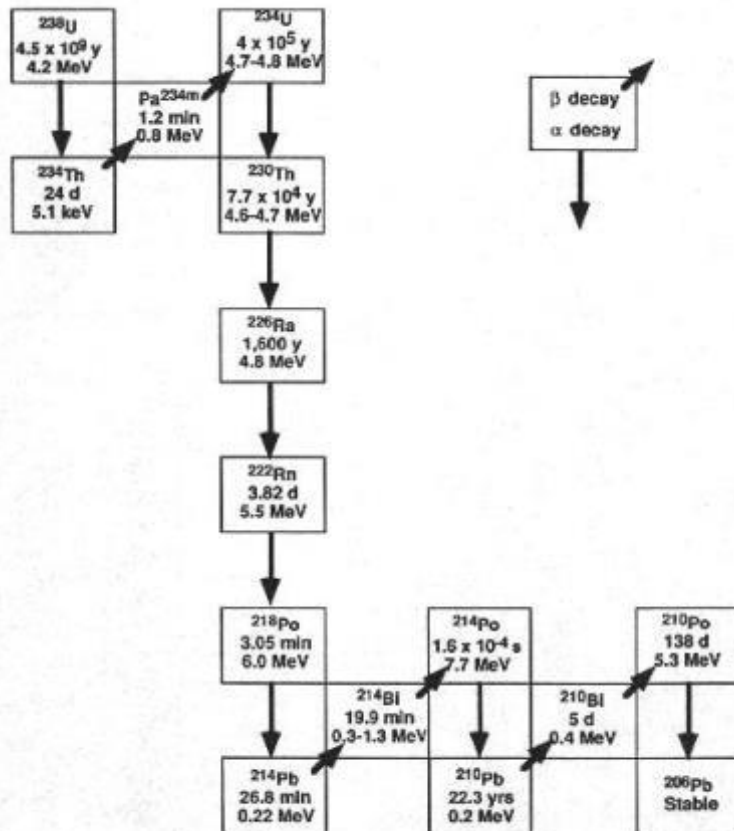 ²³⁸U
4.5 x 10⁹ y
4.2 MeV
²³⁴U
4 x 10⁵ y
4.7-4.8 MeV
Pa²³⁴ᵐ
1.2 min
0.8 MeV
β decay
α decay
²³⁴Th
24 d
5.1 keV
²³⁰Th
7.7 x 10⁴ y
4.6-4.7 MeV
²²⁶Ra
1,600 y
4.8 MeV
²²²Rn
3.82 d
5.5 MeV
²¹⁸Po
3.05 min
6.0 MeV
²¹⁴Po
1.6 x 10⁻⁴ s
7.7 MeV
²¹⁰Po
138 d
5.3 MeV
²¹⁴Bi
19.9 min
0.3-1.3 MeV
²¹⁰Bi
5 d
0.4 MeV
²¹⁴Pb
26.8 min
0.22 MeV
²¹⁰Pb
22.3 yrs
0.2 MeV
²⁰⁶Pb
Stable